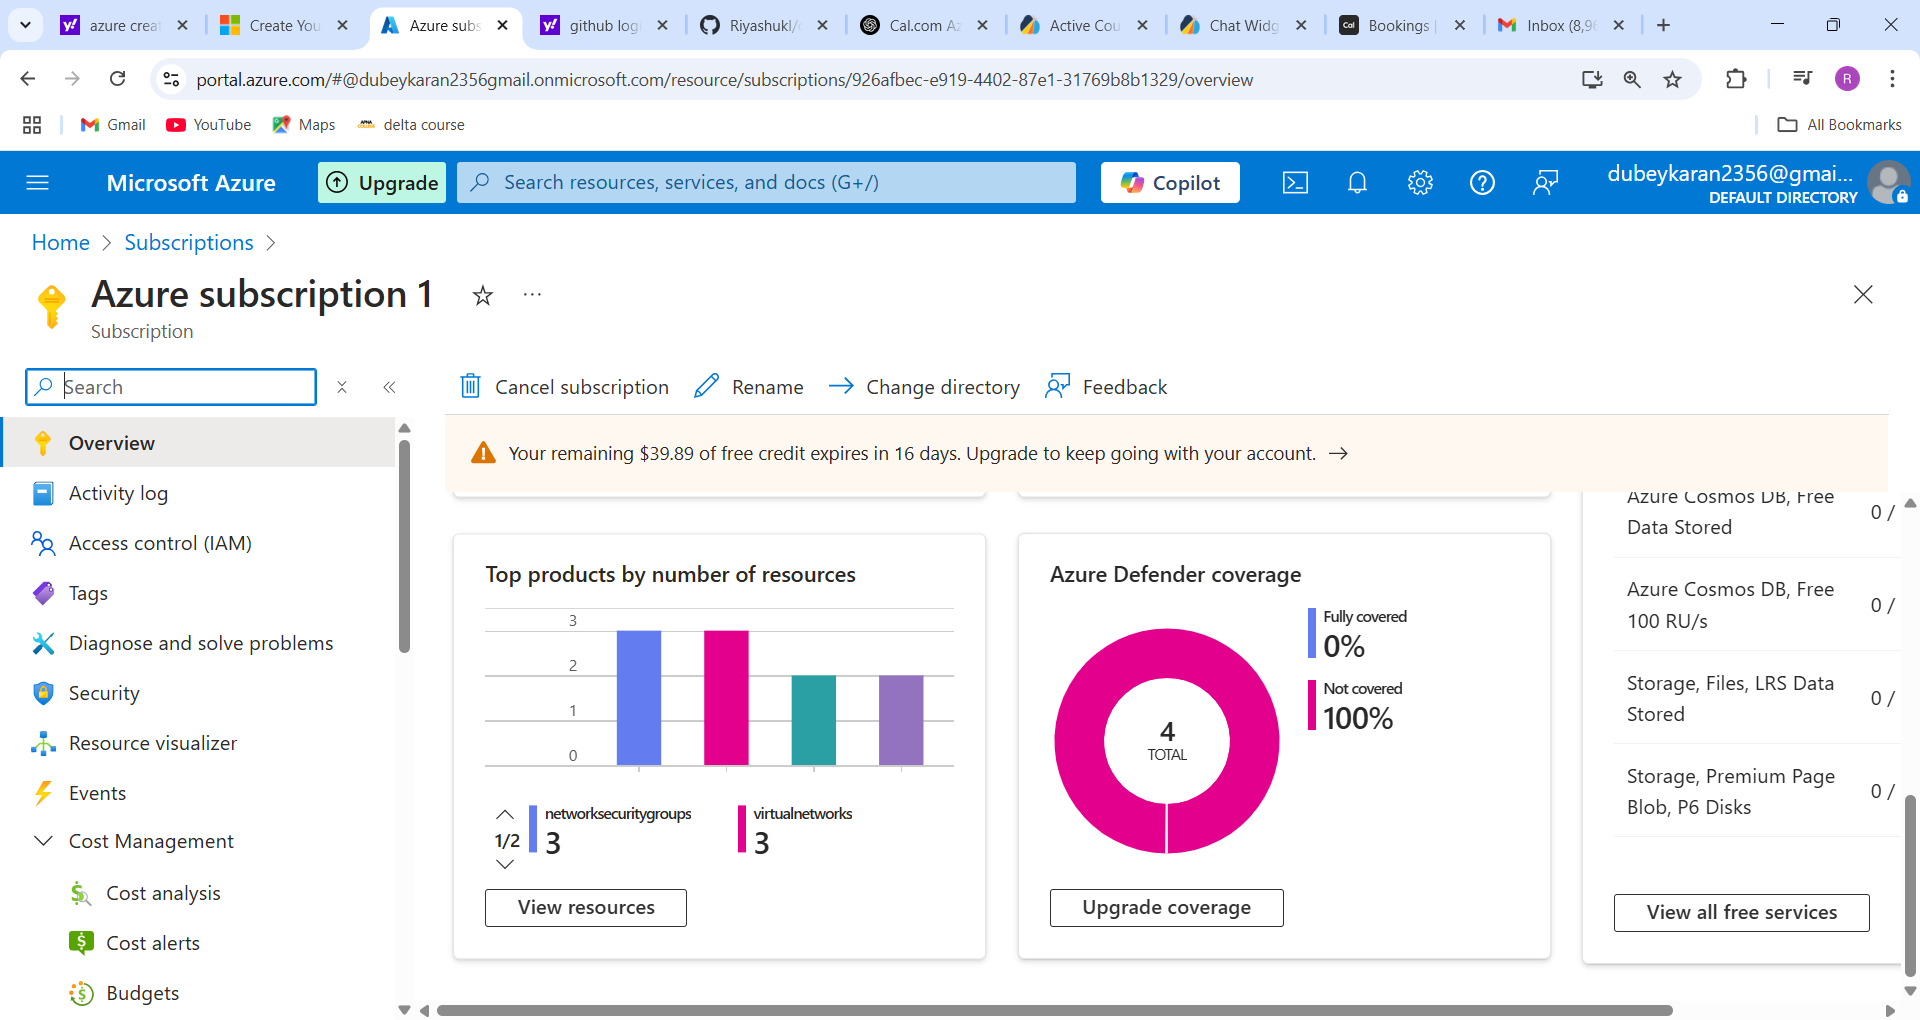 azure creat
Create You
Azure subs
github logi
Riyashukl/c
Cal.com Az
Active Cou
Chat Widg
Bookings |
Inbox (8,96
portal.azure.com/#@dubeykaran2356gmail.onmicrosoft.com/resource/subscriptions/926afbec-e919-4402-87e1-31769b8b1329/overview
R
Gmail
YouTube
Maps
delta course
All Bookmarks
Microsoft Azure
Upgrade
Search resources, services, and docs (G+/)
Copilot
dubeykaran2356@gmai...
DEFAULT DIRECTORY
Home > Subscriptions >
Azure subscription 1
Subscription
Search
Cancel subscription
Rename
Change directory
Feedback
Your remaining $39.89 of free credit expires in 16 days. Upgrade to keep going with your account.
Overview
Activity log
Access control (IAM)
Tags
Diagnose and solve problems
Security
Resource visualizer
Events
Cost Management
Cost analysis
Cost alerts
Budgets
Top products by number of resources
3
2
1
0
1/2
networksecuritygroups
3
virtualnetworks
3
View resources
Azure Defender coverage
4
TOTAL
Fully covered
0%
Not covered
100%
Upgrade coverage
Azure Cosmos DB, Free
Data Stored
0 /
Azure Cosmos DB, Free
100 RU/s
0 /
Storage, Files, LRS Data
Stored
0 /
Storage, Premium Page
Blob, P6 Disks
0 /
View all free services